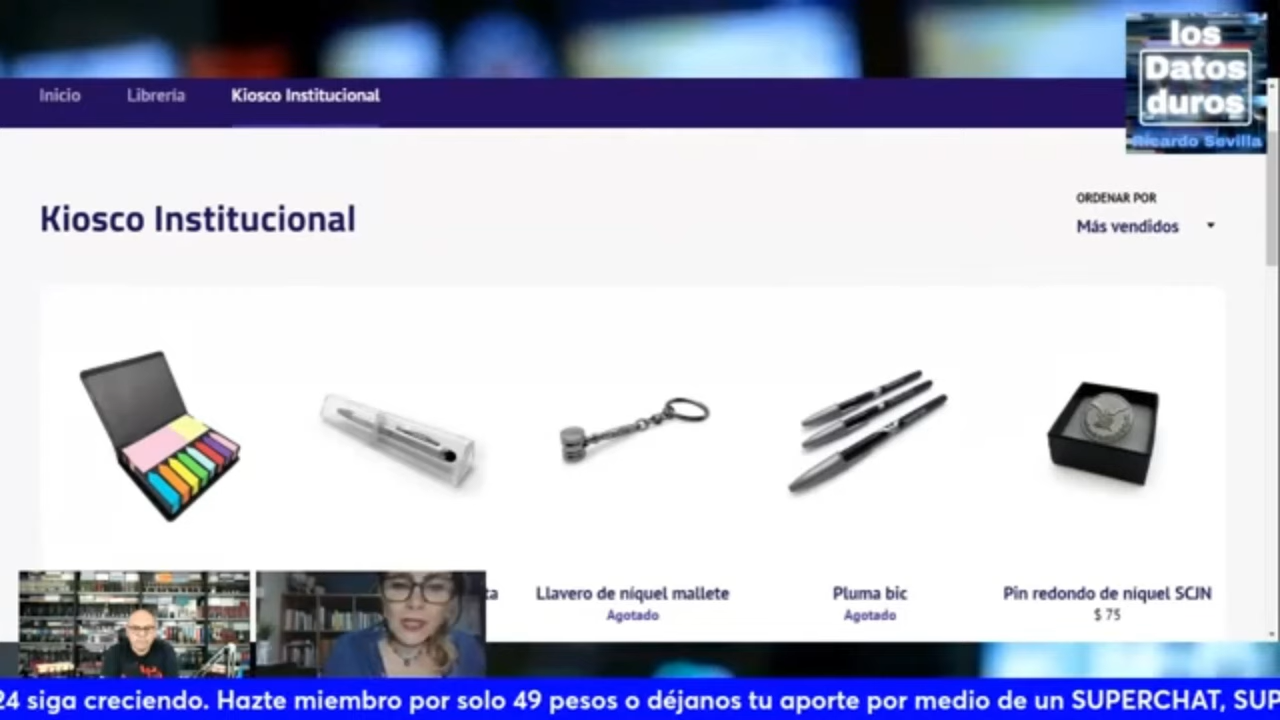 los
Datos
duros
Ricardo Sevilla
Inicio
Librería
Kiosco Institucional
Kiosco Institucional
ORDENAR POR
Más vendidos
Llavero de níquel mallete
Agotado
Pluma bic
Agotado
Pin redondo de níquel SCJN
$ 75
24 siga creciendo. Hazte miembro por solo 49 pesos o déjanos tu aporte por medio de un SUPERCHAT, SUP